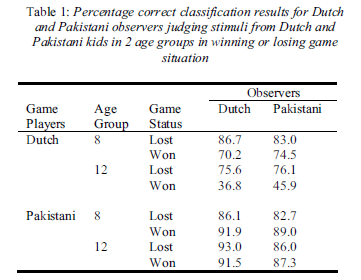 Table 1: Percentage correct classification results for Dutch
and Pakistani observers judging stimuli from Dutch and
Pakistani kids in 2 age groups in winning or losing game
situation
Observers
Game Age Game Dutch Pakistani
Players Group Status
Dutch 8 Lost 86.7 83.0
Won 70.2 74.5
12 Lost 75.6 76.1
Won 36.8 45.9
Pakistani 8 Lost 86.1 82.7
Won 91.9 89.0
12 Lost 93.0 86.0
Won 91.5 87.3